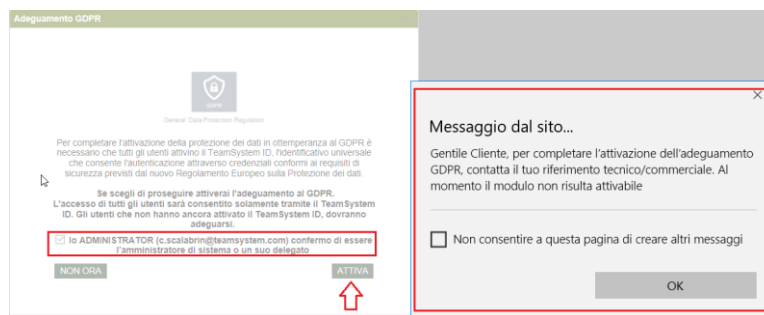 Adeguamento GDPR
GDPR
General Data Protection Regulation
Per completare l'attivazione della protezione dei dati in ottemperanza al GDPR è
necessario che tutti gli utenti attivino il TeamSystem ID, l'identificativo universale
che consente l'autenticazione attraverso credenziali conformi ai requisiti di
sicurezza previsti dal nuovo Regolamento Europeo sulla Protezione dei dati.
Se scegli di proseguire attiverai l'adeguamento al GDPR.
L'accesso di tutti gli utenti sarà consentito solamente tramite il TeamSystem
ID. Gli utenti che non hanno ancora attivato il TeamSystem ID, dovranno
adeguarsi.
Io ADMINISTRATOR (c.scalabrin@teamsystem.com) confermo di essere
l'amministratore di sistema o un suo delegato
NON ORA
ATTIVA
Messaggio dal sito...
Gentile Cliente, per completare l'attivazione dell'adeguamento
GDPR, contatta il tuo riferimento tecnico/commerciale. Al
momento il modulo non risulta attivabile
Non consentire a questa pagina di creare altri messaggi
OK